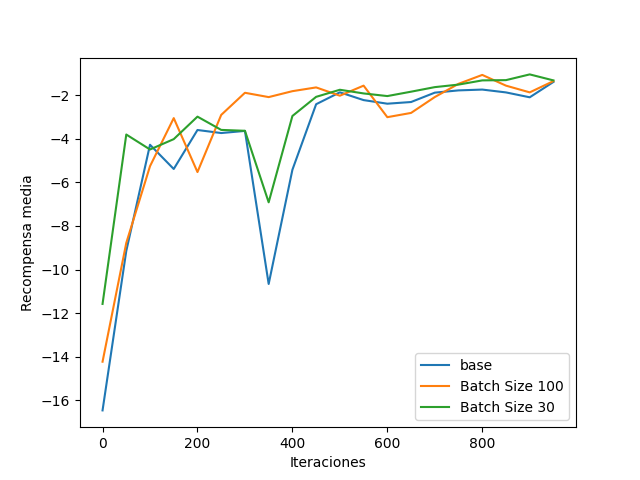 −2
−4
−6
−8
−10
−12
−14
−16
Recompensa media
0
200
400
600
800
Iteraciones
base
Batch Size 100
Batch Size 30